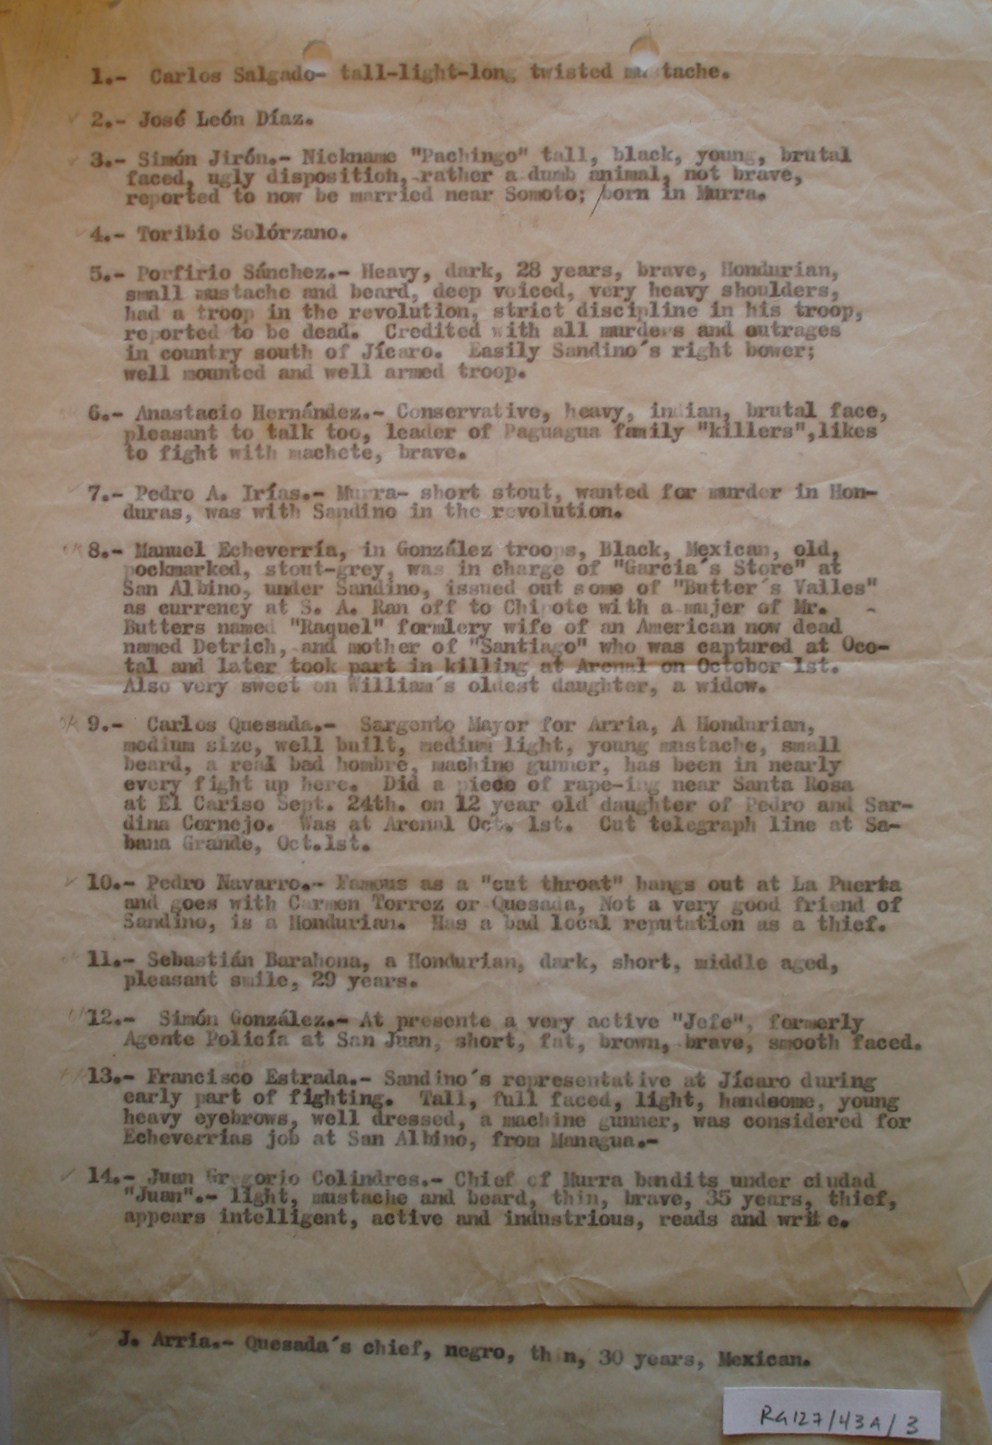 1.- Carlos Salgado- tall-light-long twisted mustache.
2.- José León Díaz.
3.- Simón Jirón.- Nickname "Pachingo" tall, black, young, brutal
faced, ugly disposition, rather a dumb animal, not brave,
reported to now be married near Somoto; born in Murra.
4.- Toribio Solórzano.
5.- Porfirio Sánchez.- Heavy, dark, 28 years, brave, Hondurian,
small mustache and beard, deep voiced, very heavy shoulders,
had a troop in the revolution, strict discipline in his troop,
reported to be dead. Credited with all murders and outrages
in country south of Jícaro. Easily Sandino's right bower;
well mounted and well armed troop.
6.- Anastacio Hernández.- Conservative, heavy, indian, brutal face,
pleasant to talk too, leader of Paguagua family "killers",likes
to fight with machete, brave.
7.- Pedro A. Irías.- Murra- short stout, wanted for murder in Hon-
duras, was with Sandino in the revolution.
8.- Manuel Echeverría, in González troops, Black, Mexican, old,
pockmarked, stout-grey, was in charge of "Garcia's Store" at
San Albino, under Sandino, issued out some of "Butter's Valles"
as currency at S. A. Ran off to Chipote with a mujer of Mr.
Butters named "Raquel" formlery wife of an American now dead
named Detrich, and mother of "Santiago" who was captured at Oco-
tal and later took part in killing at Arenal on October 1st.
Also very sweet on William's oldest daughter, a widow.
9.- Carlos Quesada.- Sargento Mayor for Arria, A Hondurian,
medium size, well built, medium light, young mustache, small
beard, a real bad hombre, machine gunner, has been in nearly
every fight up here. Did a piece of rape-ing near Santa Rosa
at El Cariso Sept. 24th. on 12 year old daughter of Pedro and Sar-
dina Cornejo. Was at Arenal Oct. 1st. Cut telegraph line at Sa-
bana Grande, Oct.1st.
10.- Pedro Navarro.- Famous as a "cut throat" hangs out at La Puerta
and goes with Carmen Torrez or Quesada, Not a very good friend of
Sandino, is a Hondurian. Has a bad local reputation as a thief.
11.- Sebastián Barahona, a Hondurian, dark, short, middle aged,
pleasant smile, 29 years.
12.- Simón González.- At presente a very active "Jefe", formerly
Agente Policía at San Juan, short, fat, brown, brave, smooth faced.
13.- Francisco Estrada.- Sandino's representative at Jícaro during
early part of fighting. Tall, full faced, light, handsome, young
heavy eyebrows, well dressed, a machine gunner, was considered for
Echeverrías job at San Albino, from Managua.-
14.- Juan Gregorio Colindres.- Chief of Murra bandits under ciudad
"Juan".- light, mustache and beard, thin, brave, 35 years, thief,
appears intelligent, active and industrious, reads and write.
J. Arria.- Quesada's chief, negro, thin, 30 years, Mexican.
RG127/43A/3